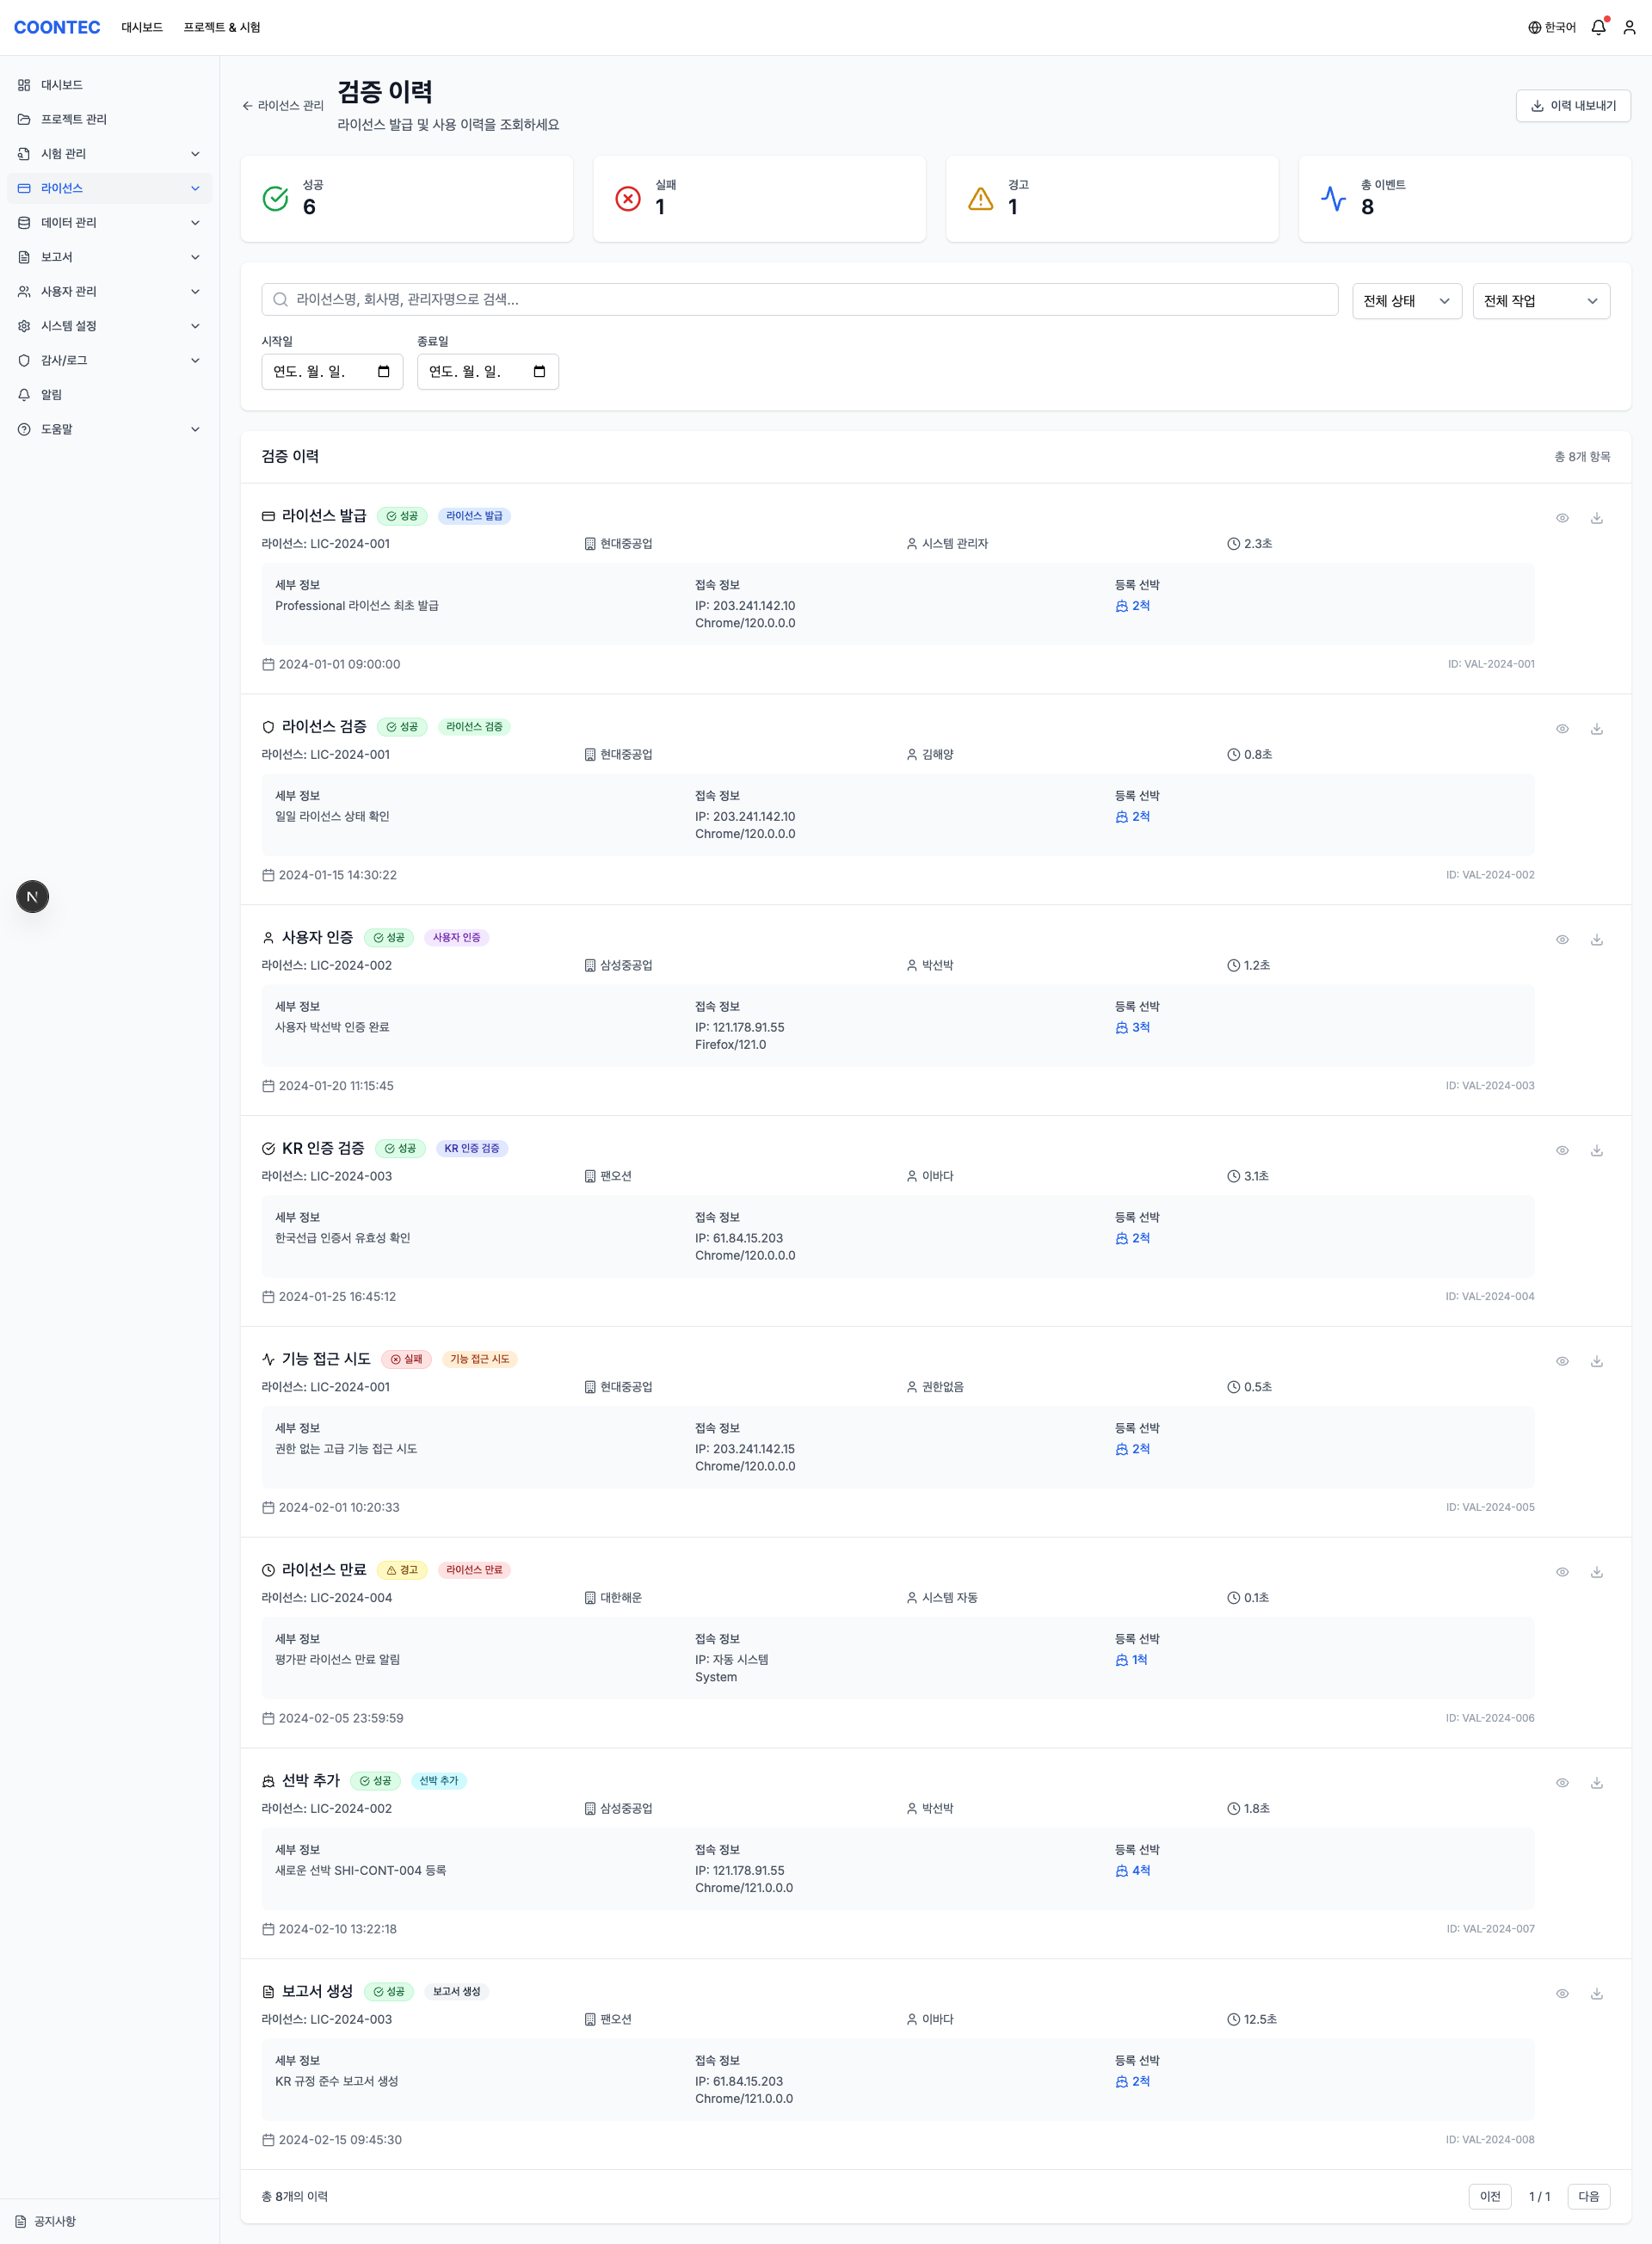 COONTEC 대시보드 프로젝트 & 시험 한국어
대시보드
프로젝트 관리
시험 관리
라이선스
데이터 관리
보고서
사용자 관리
시스템 설정
감사/로그
알림
도움말
N
공지사항
라이선스 관리
검증 이력
라이선스 발급 및 사용 이력을 조회하세요
이력 내보내기
성공
6
실패
1
경고
1
총 이벤트
8
라이선스명, 회사명, 관리자명으로 검색...
전체 상태
전체 작업
시작일
연도. 월. 일.
종료일
연도. 월. 일.
검증 이력
총 8개 항목
라이선스 발급 성공 라이선스 발급
라이선스: LIC-2024-001 현대중공업 시스템 관리자 2.3초
세부 정보
Professional 라이선스 최초 발급
접속 정보
IP: 203.241.142.10
Chrome/120.0.0.0
등록 선박
2척
2024-01-01 09:00:00
ID: VAL-2024-001
라이선스 검증 성공 라이선스 검증
라이선스: LIC-2024-001 현대중공업 김해양 0.8초
세부 정보
일일 라이선스 상태 확인
접속 정보
IP: 203.241.142.10
Chrome/120.0.0.0
등록 선박
2척
2024-01-15 14:30:22
ID: VAL-2024-002
사용자 인증 성공 사용자 인증
라이선스: LIC-2024-002 삼성중공업 박선박 1.2초
세부 정보
사용자 박선박 인증 완료
접속 정보
IP: 121.178.91.55
Firefox/121.0
등록 선박
3척
2024-01-20 11:15:45
ID: VAL-2024-003
KR 인증 검증 성공 KR 인증 검증
라이선스: LIC-2024-003 팬오션 이바다 3.1초
세부 정보
한국선급 인증서 유효성 확인
접속 정보
IP: 61.84.15.203
Chrome/120.0.0.0
등록 선박
2척
2024-01-25 16:45:12
ID: VAL-2024-004
기능 접근 시도 실패 기능 접근 시도
라이선스: LIC-2024-001 현대중공업 권한없음 0.5초
세부 정보
권한 없는 고급 기능 접근 시도
접속 정보
IP: 203.241.142.15
Chrome/120.0.0.0
등록 선박
2척
2024-02-01 10:20:33
ID: VAL-2024-005
라이선스 만료 경고 라이선스 만료
라이선스: LIC-2024-004 대한해운 시스템 자동 0.1초
세부 정보
평가판 라이선스 만료 알림
접속 정보
IP: 자동 시스템
System
등록 선박
1척
2024-02-05 23:59:59
ID: VAL-2024-006
선박 추가 성공 선박 추가
라이선스: LIC-2024-002 삼성중공업 박선박 1.8초
세부 정보
새로운 선박 SHI-CONT-004 등록
접속 정보
IP: 121.178.91.55
Chrome/121.0.0.0
등록 선박
4척
2024-02-10 13:22:18
ID: VAL-2024-007
보고서 생성 성공 보고서 생성
라이선스: LIC-2024-003 팬오션 이바다 12.5초
세부 정보
KR 규정 준수 보고서 생성
접속 정보
IP: 61.84.15.203
Chrome/121.0.0.0
등록 선박
2척
2024-02-15 09:45:30
ID: VAL-2024-008
총 8개의 이력
이전 1 / 1 다음